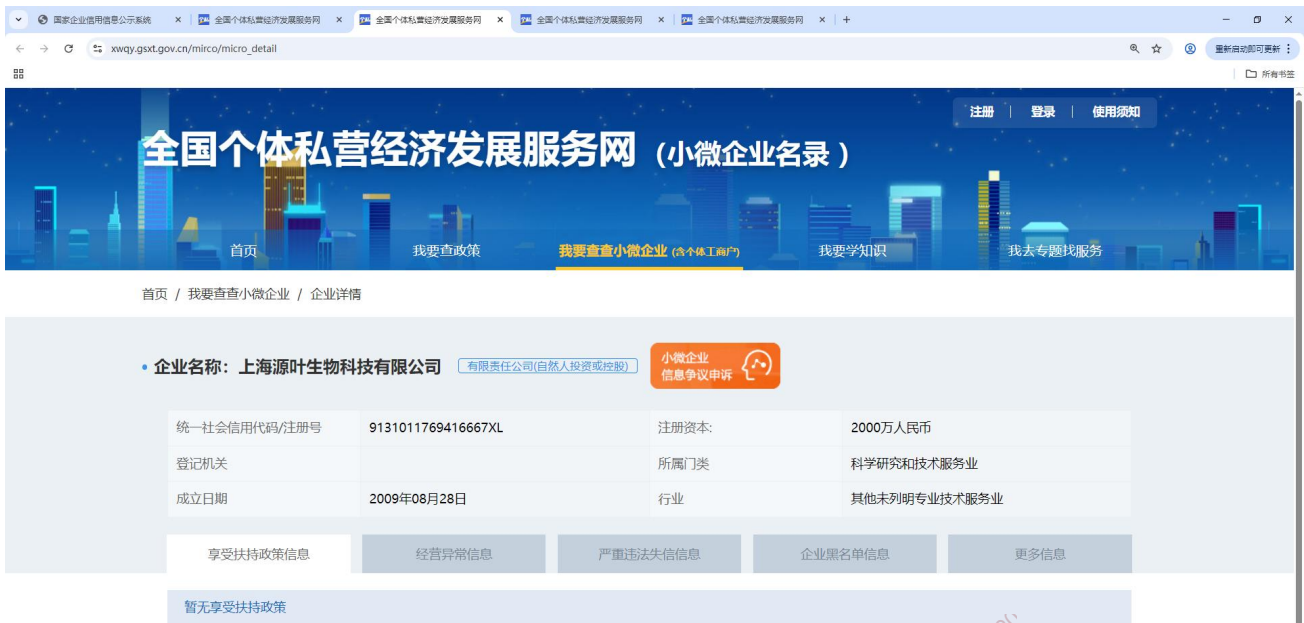 国家企业信用信息公示系统 全国个体私营经济发展服务网 全国个体私营经济发展服务网 全国个体私营经济发展服务网 全国个体私营经济发展服务网
xwqy.gsxt.gov.cn/mirco/micro_detail 重新启动即可更新
所有书签
注册 | 登录 | 使用须知
全国个体私营经济发展服务网（小微企业名录）
首页 我要查政策 我要查查小微企业 (含个体工商户) 我要学知识 我去专题找服务
首页 / 我要查查小微企业 / 企业详情
企业名称：上海源叶生物科技有限公司 有限责任公司(自然人投资或控股) 小微企业
信息争议申诉
统一社会信用代码/注册号 9131011769416667XL 注册资本: 2000万人民币
登记机关 所属门类 科学研究和技术服务业
成立日期 2009年08月28日 行业 其他未列明专业技术服务业
享受扶持政策信息 经营异常信息 严重违法失信信息 企业黑名单信息 更多信息
暂无享受扶持政策